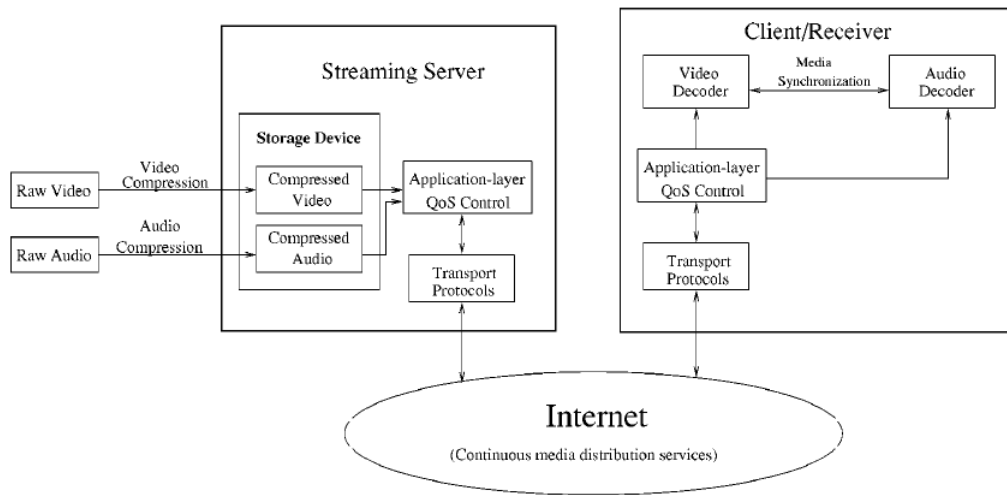 Streaming Server
Storage Device
Raw Video
Video
Compression
Compressed
Video
Application-layer
QoS Control
Raw Audio
Audio
Compression
Compressed
Audio
Transport
Protocols
Client/Receiver
Video
Decoder
Media
Synchronization
Audio
Decoder
Application-layer
QoS Control
Transport
Protocols
Internet
(Continuous media distribution services)